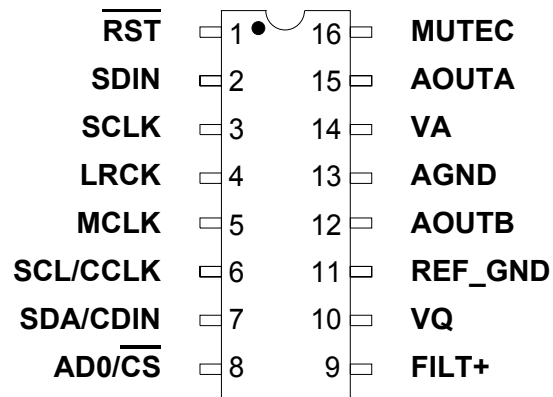 RST 1 16 MUTEC
SDIN 2 15 AOUTA
SCLK 3 14 VA
LRCK 4 13 AGND
MCLK 5 12 AOUTB
SCL/CCLK 6 11 REF_GND
SDA/CDIN 7 10 VQ
AD0/CS 8 9 FILT+